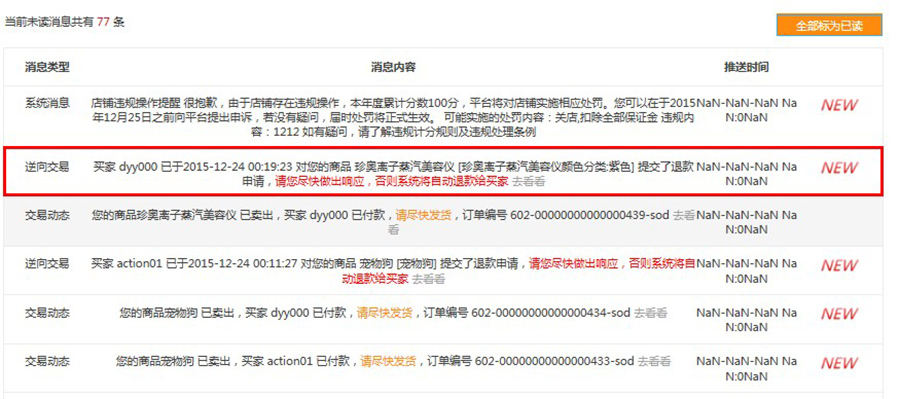 当前未读消息共有 77 条
全部标为已读
消息类型 消息内容 推送时间
系统消息 店铺违规操作提醒 很抱歉，由于店铺存在违规操作，本年度累计分数100分，平台将对店铺实施相应处罚。您可以在于2015 NaN-NaN-NaN Na NEW
年12月25日之前向平台提出申诉，若没有疑问，届时处罚将正式生效。 可能实施的处罚内容：关店,扣除全部保证金 违规内 N:0NaN
容：1212 如有疑问，请了解违规计分规则及违规处理条例
逆向交易 买家 dyy000 已于2015-12-24 00:19:23 对您的商品 珍奥离子蒸汽美容仪 [珍奥离子蒸汽美容仪颜色分类:紫色] 提交了退款 NaN-NaN-NaN Na NEW
申请，请您尽快做出响应，否则系统将自动退款给买家 去看看 N:0NaN
交易动态 您的商品珍奥离子蒸汽美容仪 已卖出，买家 dyy000 已付款，请尽快发货，订单编号 602-00000000000000439-sod 去看 NaN-NaN-NaN Na
看 N:0NaN
逆向交易 买家 action01 已于2015-12-24 00:11:27 对您的商品 宠物狗 [宠物狗] 提交了退款申请，请您尽快做出响应，否则系统将自 NaN-NaN-NaN Na NEW
动退款给买家 去看看 N:0NaN
交易动态 您的商品宠物狗 已卖出，买家 dyy000 已付款，请尽快发货，订单编号 602-00000000000000434-sod 去看看 NaN-NaN-NaN Na NEW
N:0NaN
交易动态 您的商品宠物狗 已卖出，买家 action01 已付款，请尽快发货，订单编号 602-00000000000000433-sod 去看看 NaN-NaN-NaN Na NEW
N:0NaN